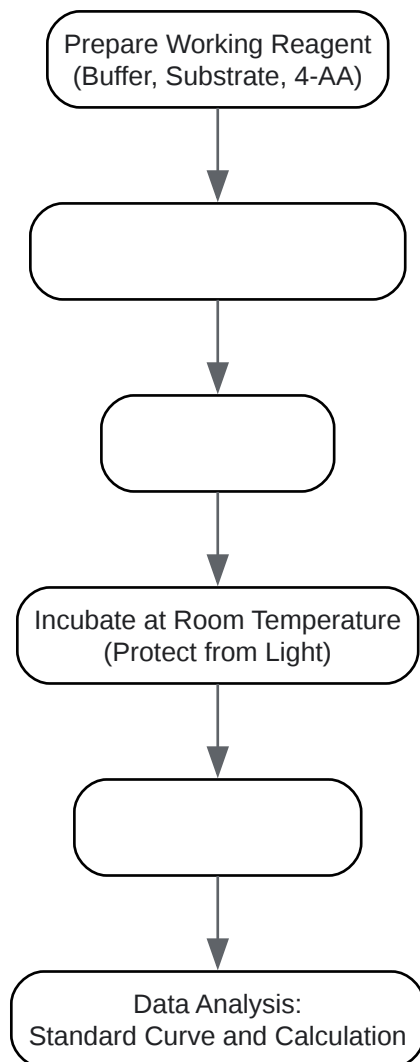 Prepare Working Reagent
(Buffer, Substrate, 4-AA)
Incubate at Room Temperature
(Protect from Light)
Data Analysis:
Standard Curve and Calculation